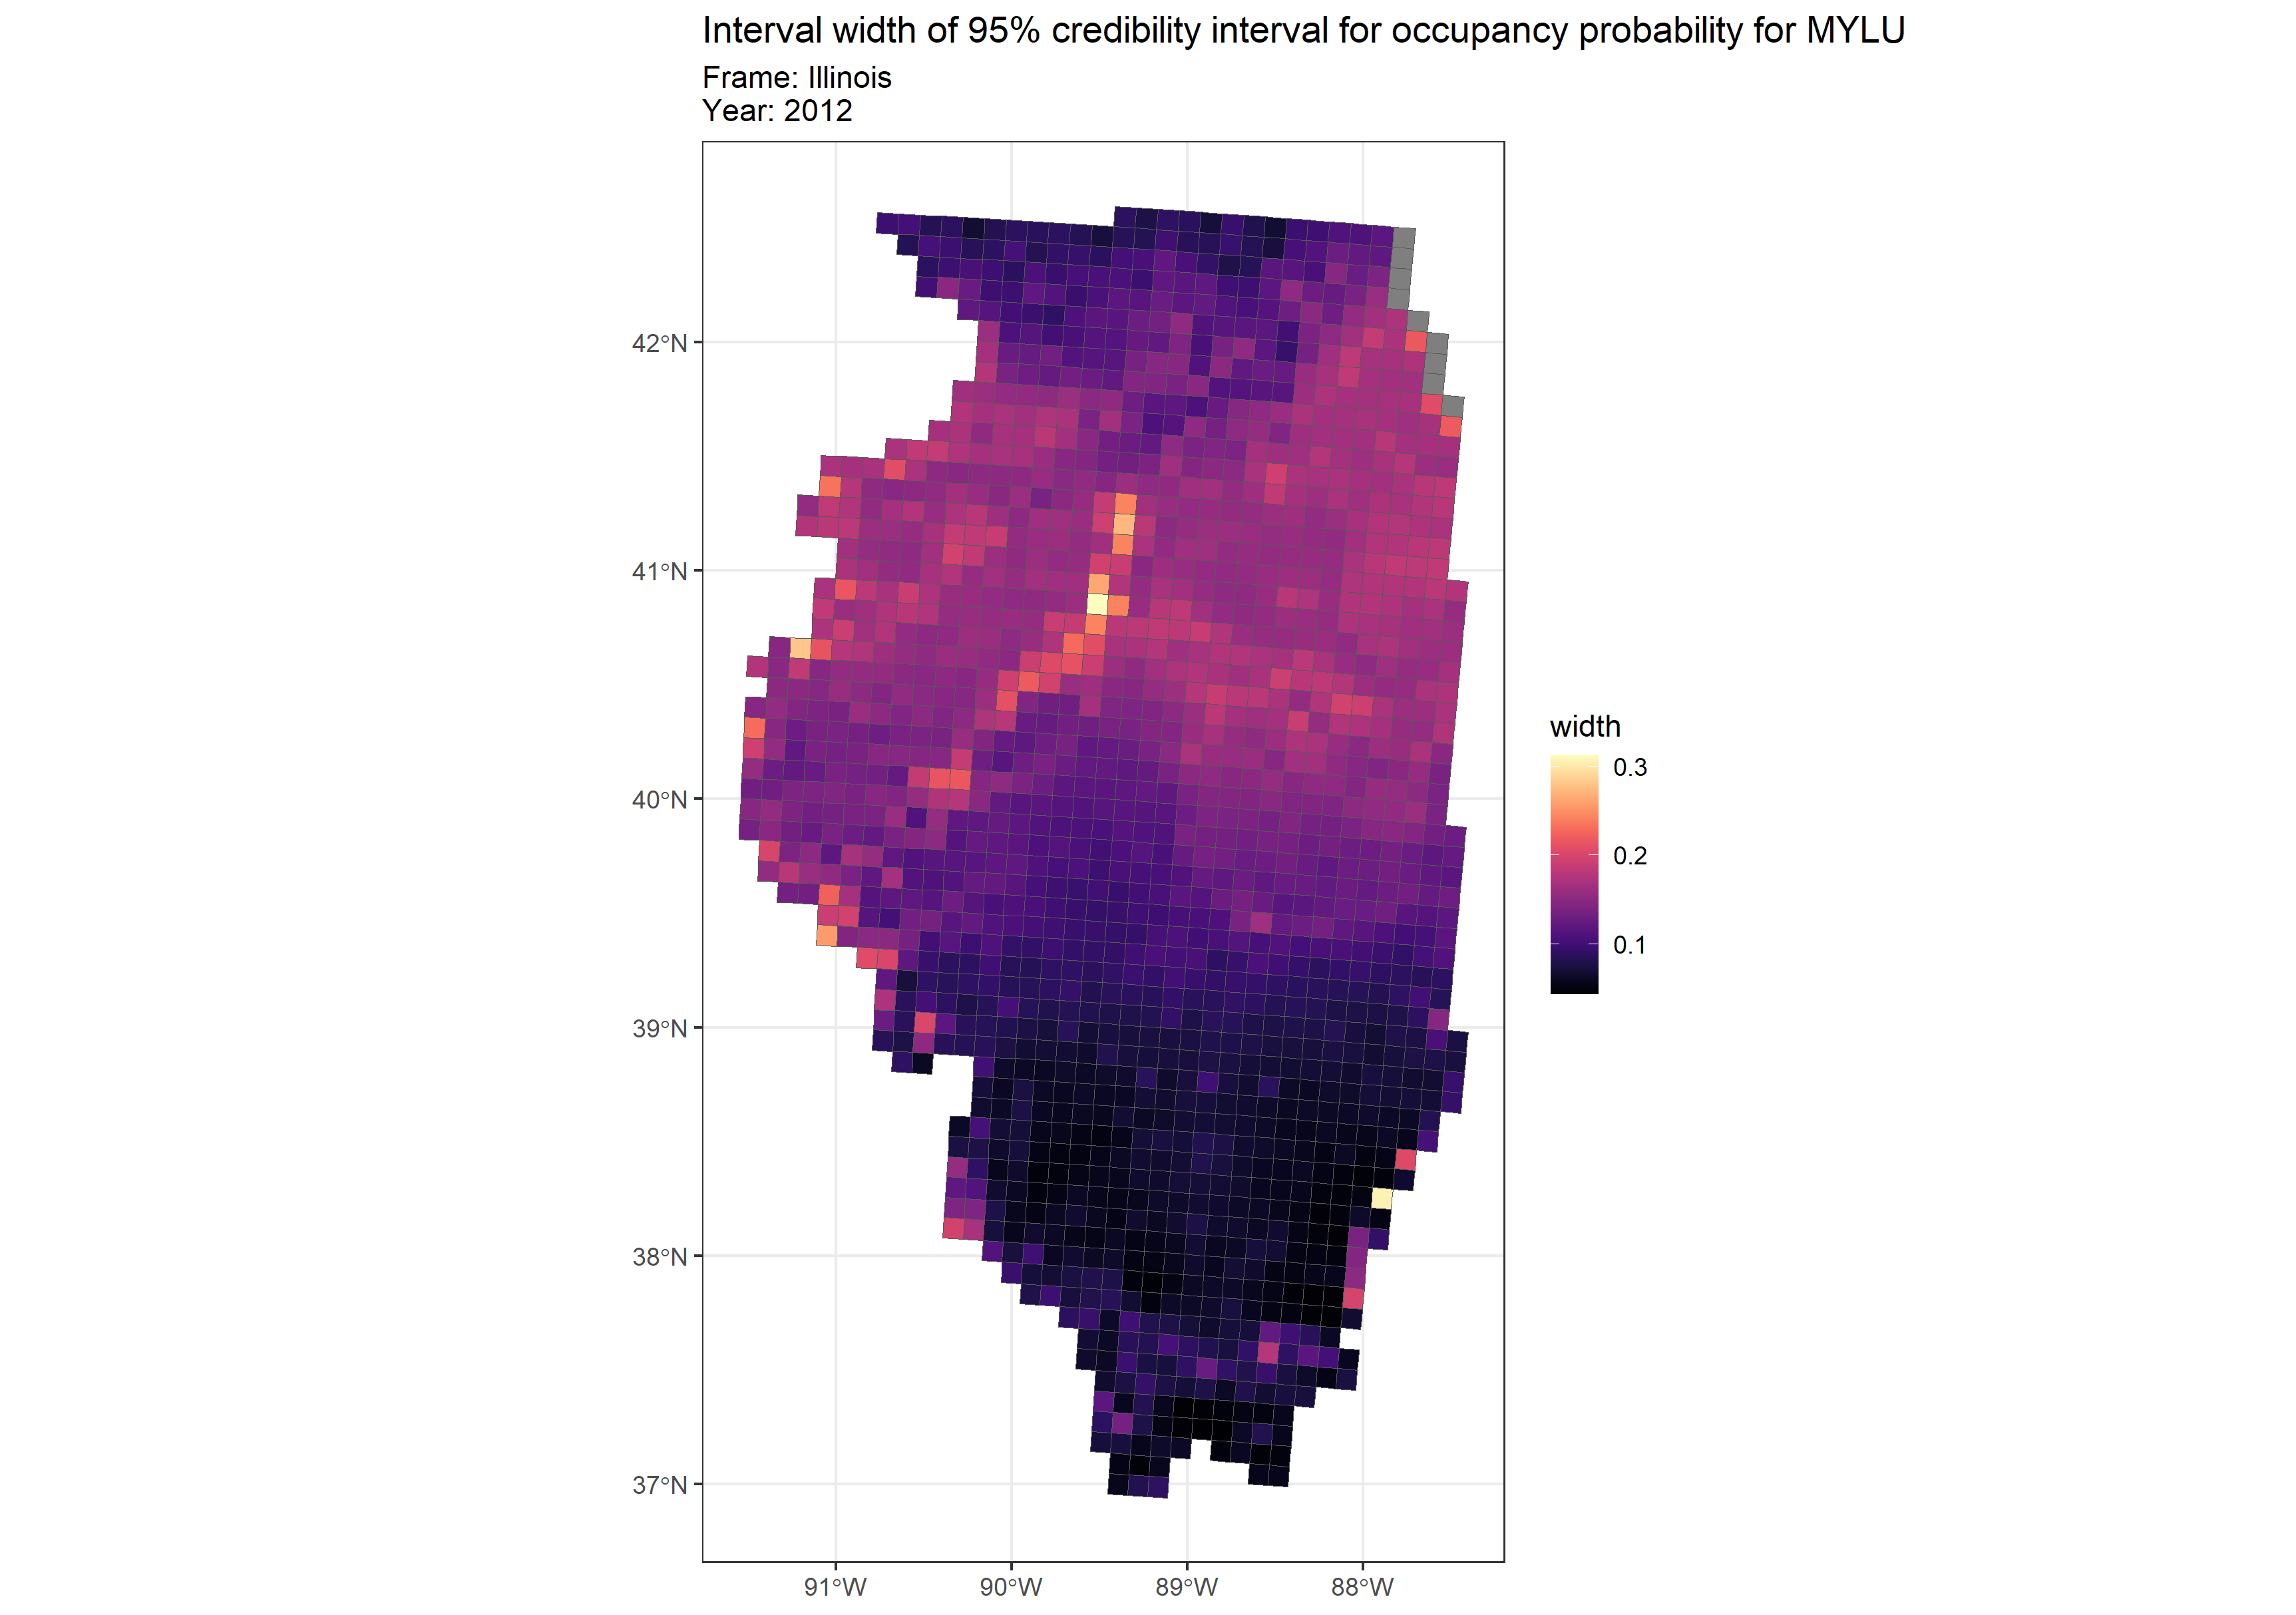 Interval width of 95% credibility interval for occupancy probability for MYLU
Frame: Illinois
Year: 2012
42°N
41°N
40°N
39°N
38°N
37°N
91°W
90°W
89°W
88°W
width
0.3
0.2
0.1